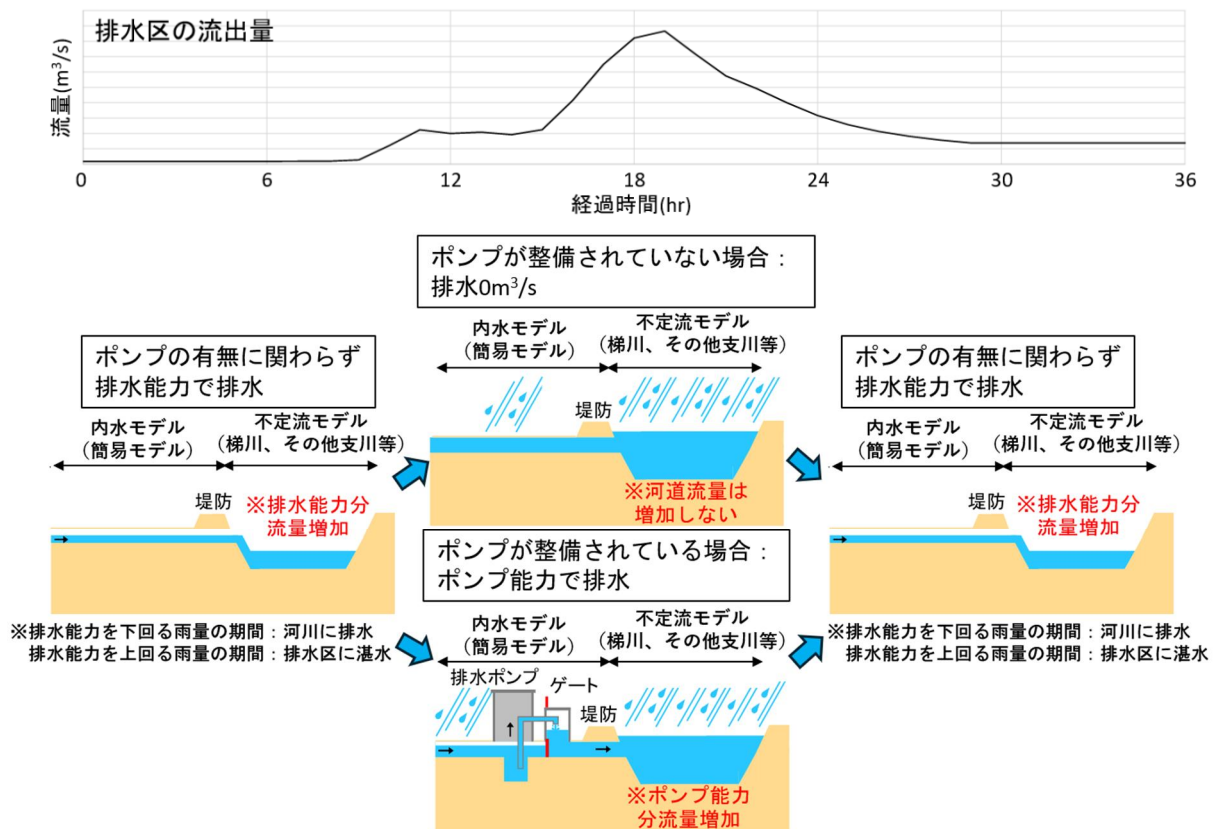 排水区の流出量
流量(m³/s)
0 6 12 18 24 30 36
経過時間(hr)
ポンプが整備されていない場合：
排水0m³/s
内水モデル
(簡易モデル)
不定流モデル
(梯川、その他支川等)
堤防
※河道流量は
増加しない
ポンプの有無に関わらず
排水能力で排水
内水モデル
(簡易モデル)
不定流モデル
(梯川、その他支川等)
堤防
※排水能力分
流量増加
※排水能力を下回る雨量の期間：河川に排水
排水能力を上回る雨量の期間：排水区に湛水
ポンプが整備されている場合：
ポンプ能力で排水
内水モデル
(簡易モデル)
不定流モデル
(梯川、その他支川等)
排水ポンプ
ゲート
堤防
※ポンプ能力
分流量増加
ポンプの有無に関わらず
排水能力で排水
内水モデル
(簡易モデル)
不定流モデル
(梯川、その他支川等)
堤防
※排水能力分
流量増加
※排水能力を下回る雨量の期間：河川に排水
排水能力を上回る雨量の期間：排水区に湛水